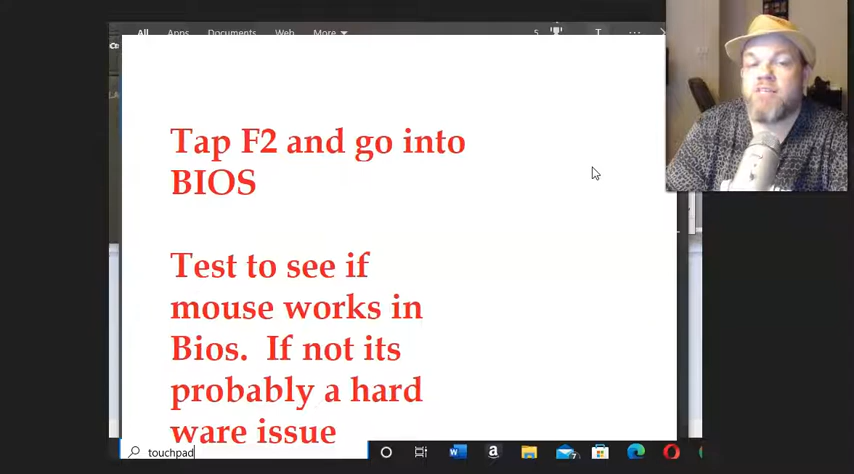 All Apps Documents Web More 5
Tap F2 and go into
BIOS
Test to see if
mouse works in
Bios.  If not its
probably a hard
ware issue
touchpad